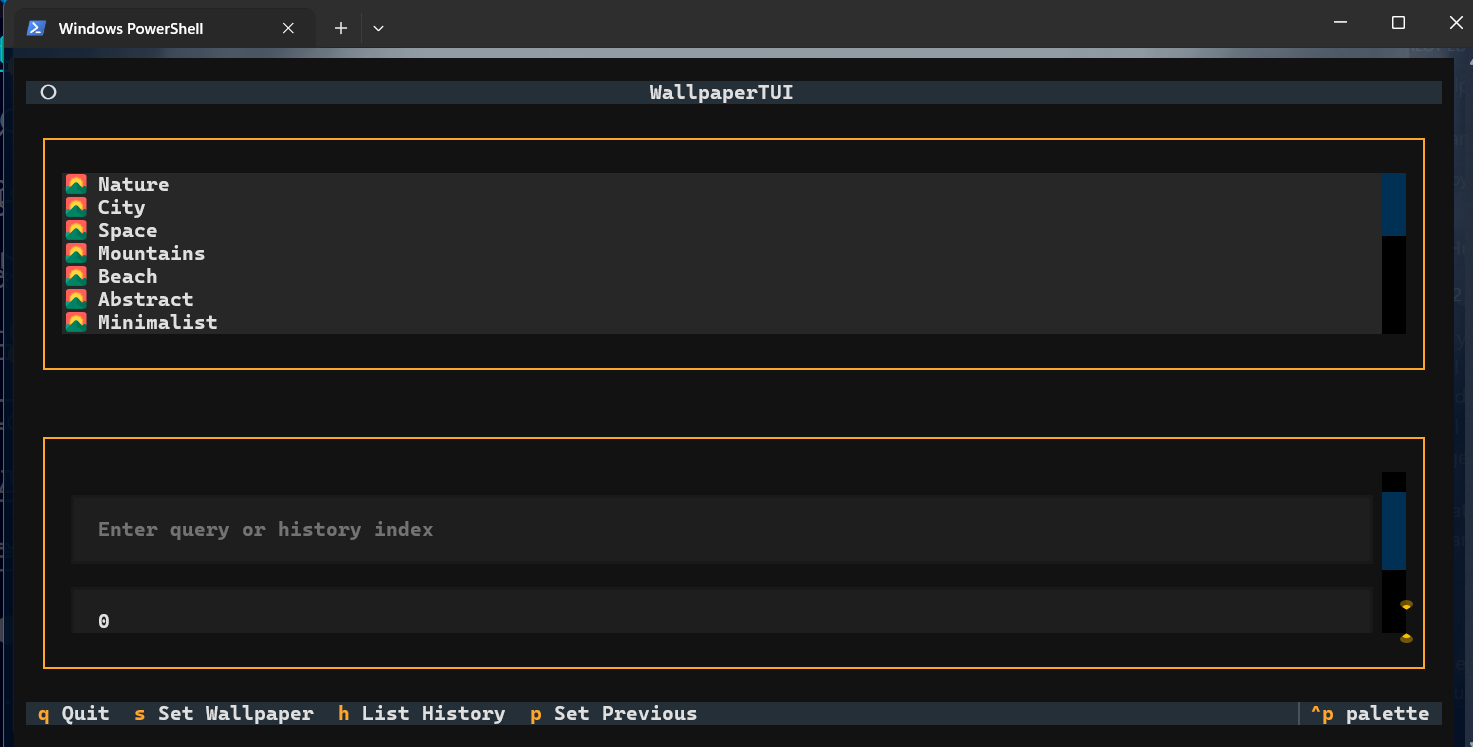 Windows PowerShell
WallpaperTUI
Nature
City
Space
Mountains
Beach
Abstract
Minimalist
Enter query or history index
0
q Quit s Set Wallpaper h List History p Set Previous ^p palette